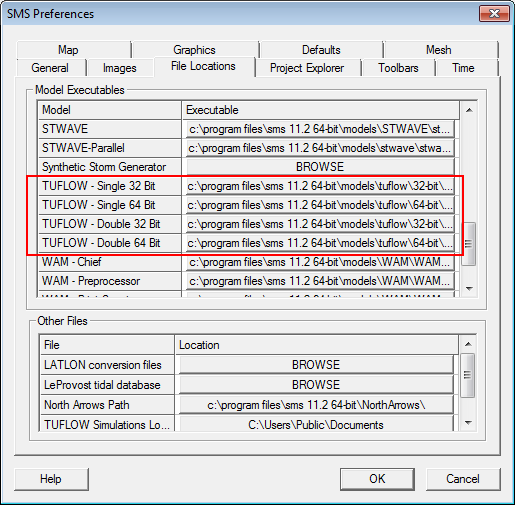 SMS Preferences
Map Graphics Defaults Mesh
General Images File Locations Project Explorer Toolbars Time
Model Executables
Model Executable
STWAVE c:\program files\sms 11.2 64-bit\models\STWAVE\st...
STWAVE-Parallel c:\program files\sms 11.2 64-bit\models\stwave\stwa...
Synthetic Storm Generator BROWSE
TUFLOW - Single 32 Bit c:\program files\sms 11.2 64-bit\models\tuflow\32-bit\...
TUFLOW - Single 64 Bit c:\program files\sms 11.2 64-bit\models\tuflow\64-bit\...
TUFLOW - Double 32 Bit c:\program files\sms 11.2 64-bit\models\tuflow\32-bit\...
TUFLOW - Double 64 Bit c:\program files\sms 11.2 64-bit\models\tuflow\64-bit\...
WAM - Chief c:\program files\sms 11.2 64-bit\models\WAM\WAM...
WAM - Preprocessor c:\program files\sms 11.2 64-bit\models\WAM\WAM...
Other Files
File Location
LATLON conversion files BROWSE
LeProvost tidal database BROWSE
North Arrows Path c:\program files\sms 11.2 64-bit\NorthArrows\
TUFLOW Simulations Lo... C:\Users\Public\Documents
Help OK Cancel